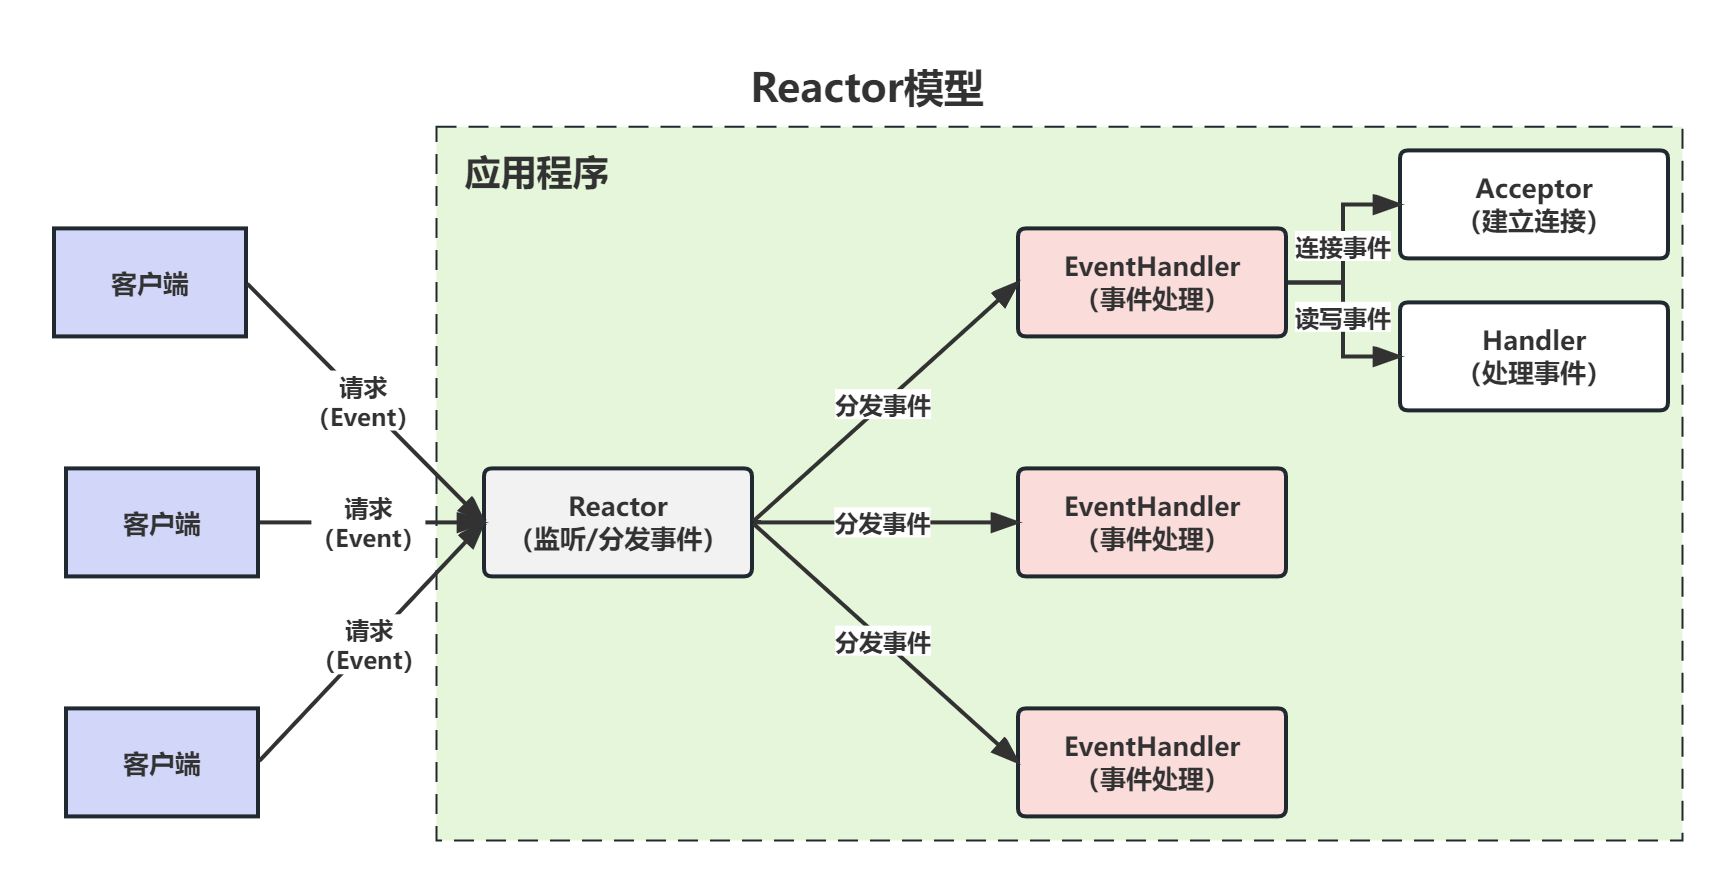 Reactor模型
应用程序
客户端
请求
（Event）
客户端
请求
（Event）
客户端
请求
（Event）
Reactor
（监听/分发事件）
分发事件
分发事件
分发事件
EventHandler
（事件处理）
连接事件
读写事件
Acceptor
（建立连接）
Handler
（处理事件）
EventHandler
（事件处理）
EventHandler
（事件处理）